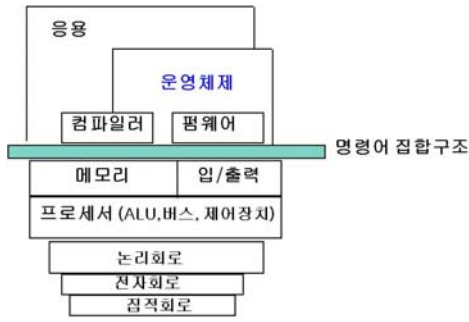 응용
운영체제
컴파일러 펌웨어
명령어 집합구조
메모리 입/출력
프로세서 (ALU,버스, 제어장치)
논리회로
전자회로
집적회로